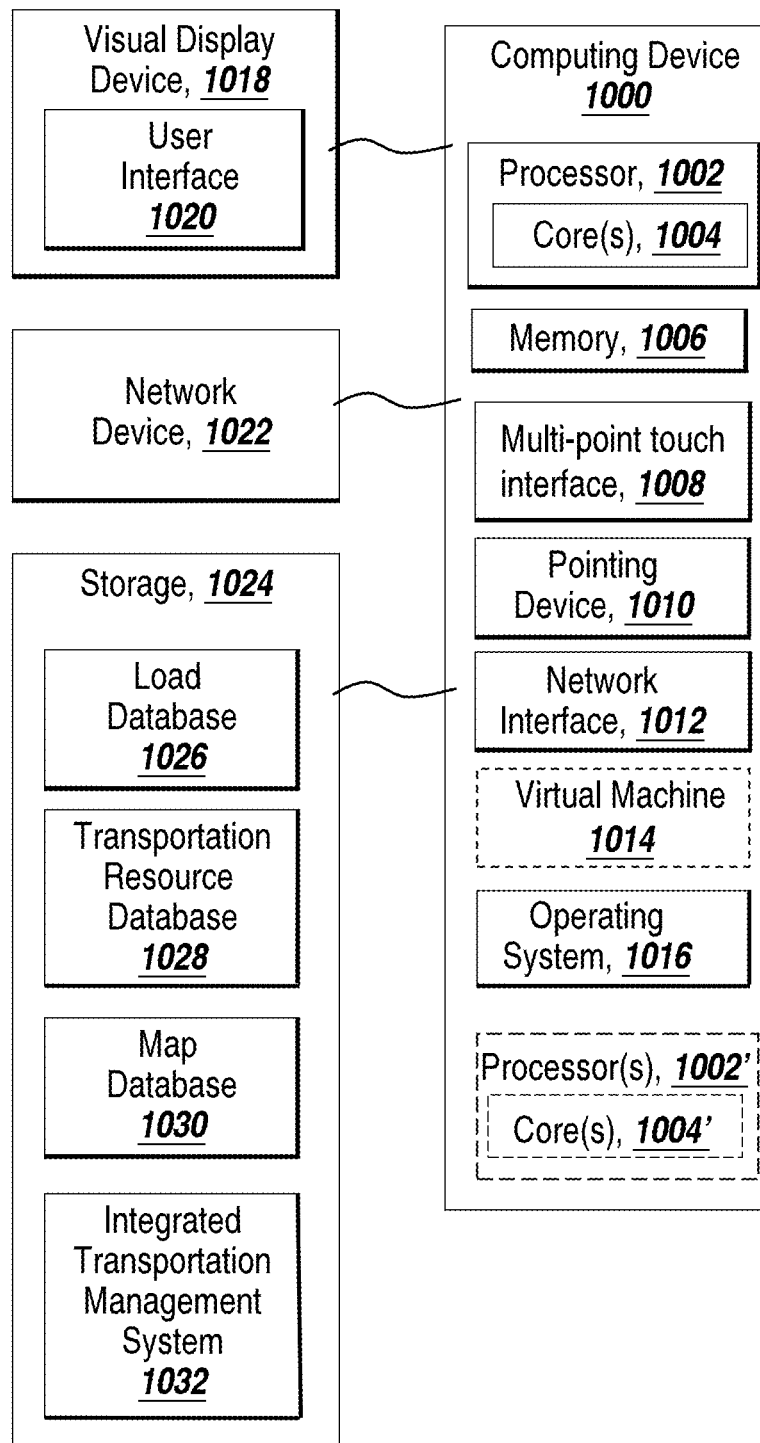 Visual Display
Device, 1018
User
Interface
1020
Network
Device, 1022
Storage, 1024
Load
Database
1026
Transportation
Resource
Database
1028
Map
Database
1030
Integrated
Transportation
Management
System
1032
Computing Device
1000
Processor, 1002
Core(s), 1004
Memory, 1006
Multi-point touch
interface, 1008
Pointing
Device, 1010
Network
Interface, 1012
Virtual Machine
1014
Operating
System, 1016
Processor(s), 1002’
Core(s), 1004’